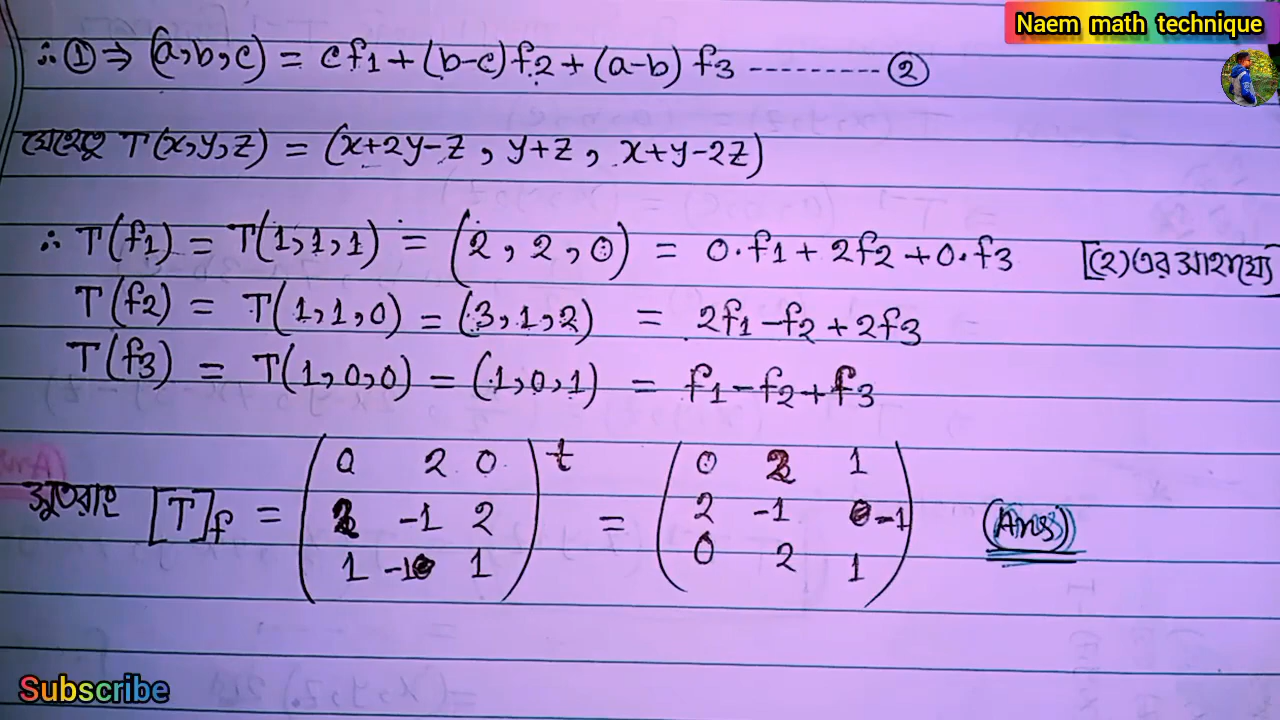 Naem math technique
∴ ① ⇒ (a,b,c) = cf1 + (b-c)f2 + (a-b) f3 ---------- ②
যেহেতু T(x,y,z) = (x+2y-z , y+z , x+y-2z)
∴ T(f1) = T(1,1,1) = (2, 2, 0) = 0.f1 + 2f2 + 0.f3 [(২)এর সাহায্যে]
T(f2) = T(1,1,0) = (3,1,2) = 2f1 - f2 + 2f3
T(f3) = T(1,0,0) = (1,0,1) = f1 - f2 + f3
0 2 0 t 0 2 1
সুতরাং [T]f = 2 -1 2 = 2 -1 -1 (Ans)
1 -1 1 0 2 1
Subscribe